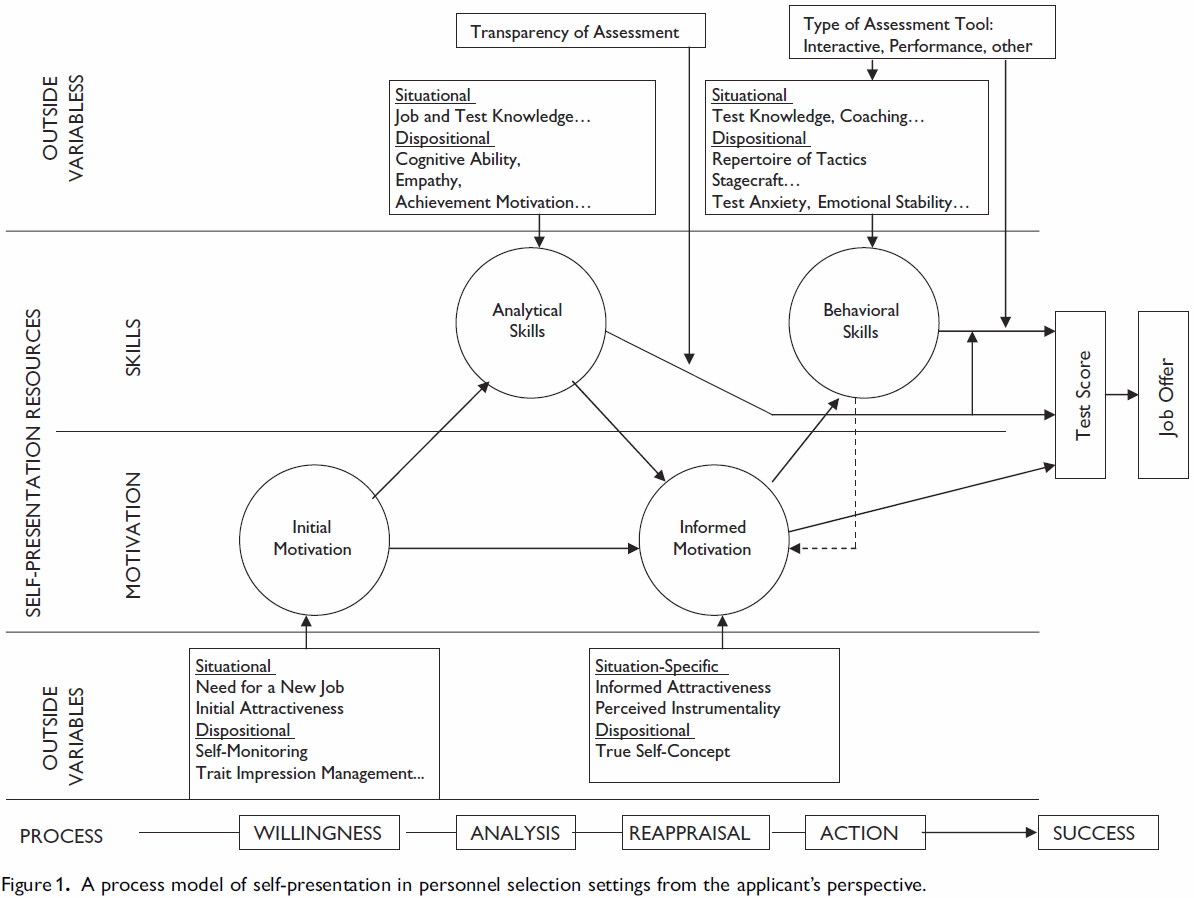 Transparency of Assessment
Type of Assessment Tool:
Interactive, Performance, other
OUTSIDE
VARIABLESS
Situational
Job and Test Knowledge…
Dispositional
Cognitive Ability,
Empathy,
Achievement Motivation…
Situational
Test Knowledge, Coaching…
Dispositional
Repertoire of Tactics
Stagecraft…
Test Anxiety, Emotional Stability…
SELF-PRESENTATION RESOURCES
SKILLS
Analytical
Skills
Behavioral
Skills
Test Score
Job Offer
MOTIVATION
Initial
Motivation
Informed
Motivation
OUTSIDE
VARIABLES
Situational
Need for a New Job
Initial Attractiveness
Dispositional
Self-Monitoring
Trait Impression Management...
Situation-Specific
Informed Attractiveness
Perceived Instrumentality
Dispositional
True Self-Concept
PROCESS
WILLINGNESS
ANALYSIS
REAPPRAISAL
ACTION
SUCCESS
Figure 1. A process model of self-presentation in personnel selection settings from the applicant's perspective.